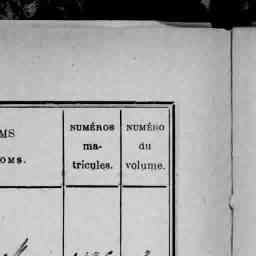 MS
OMS.
NUMÉROS
ma-
tricules.
NUMÉRO
du
volume.